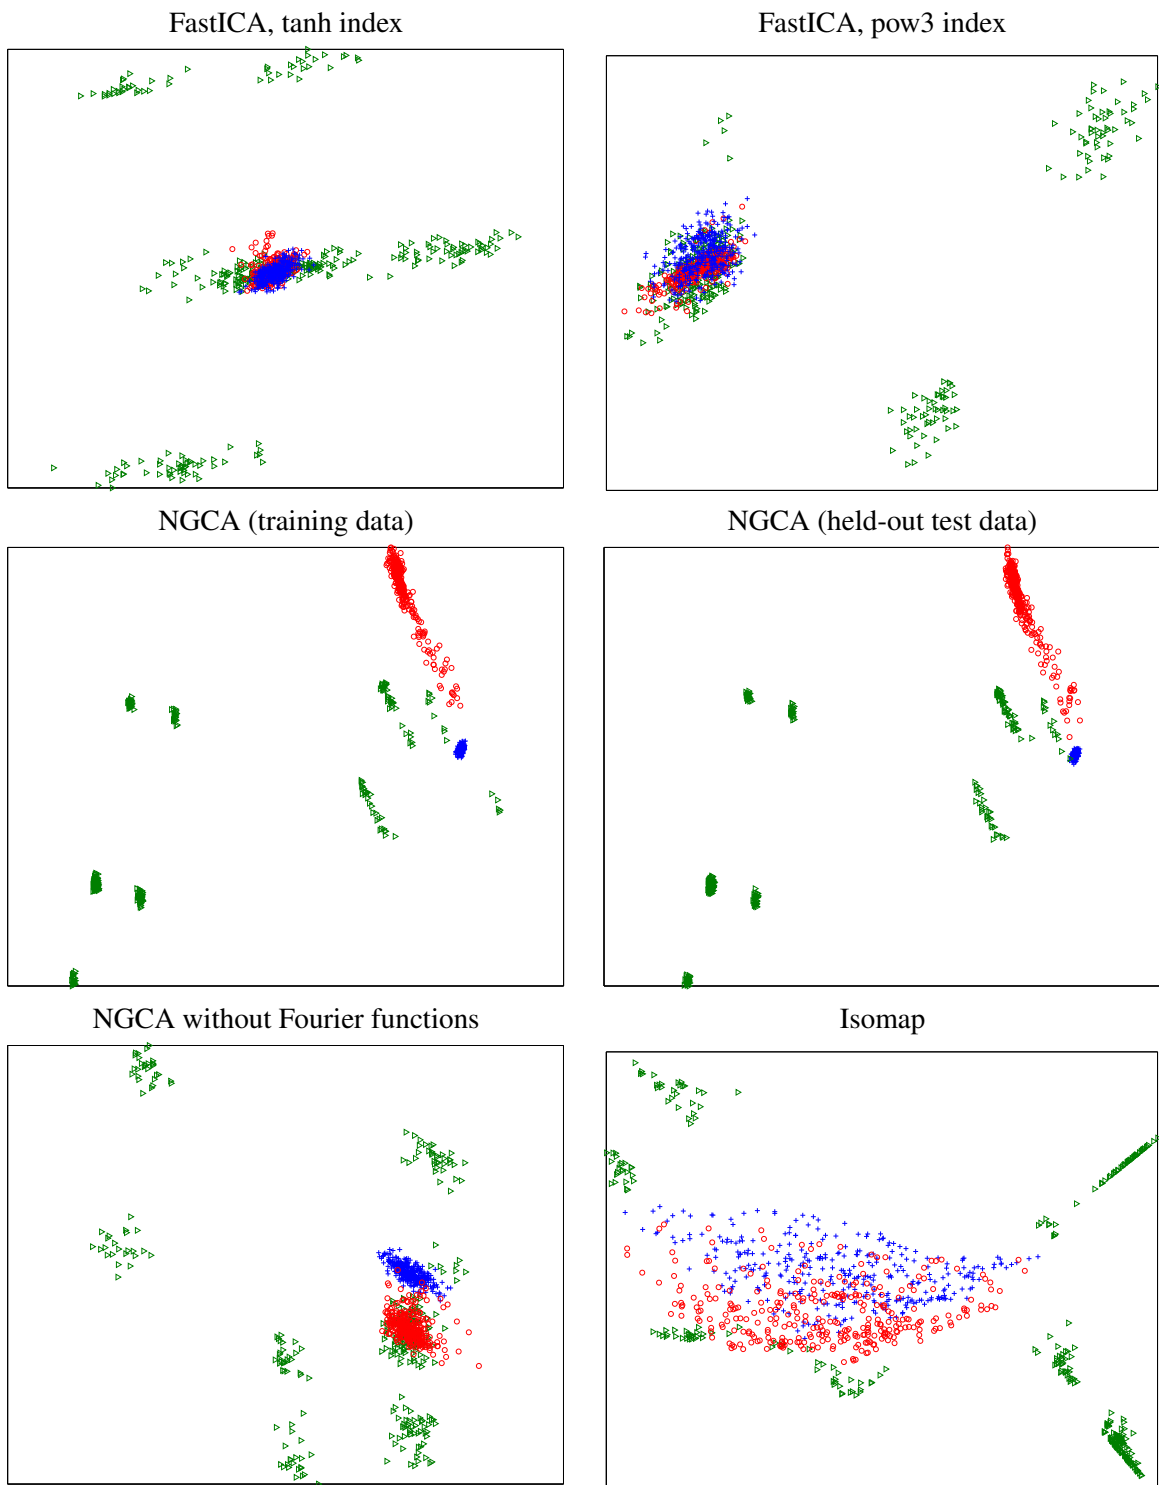 FastICA, tanh index
FastICA, pow3 index
NGCA (training data)
NGCA (held-out test data)
NGCA without Fourier functions
Isomap